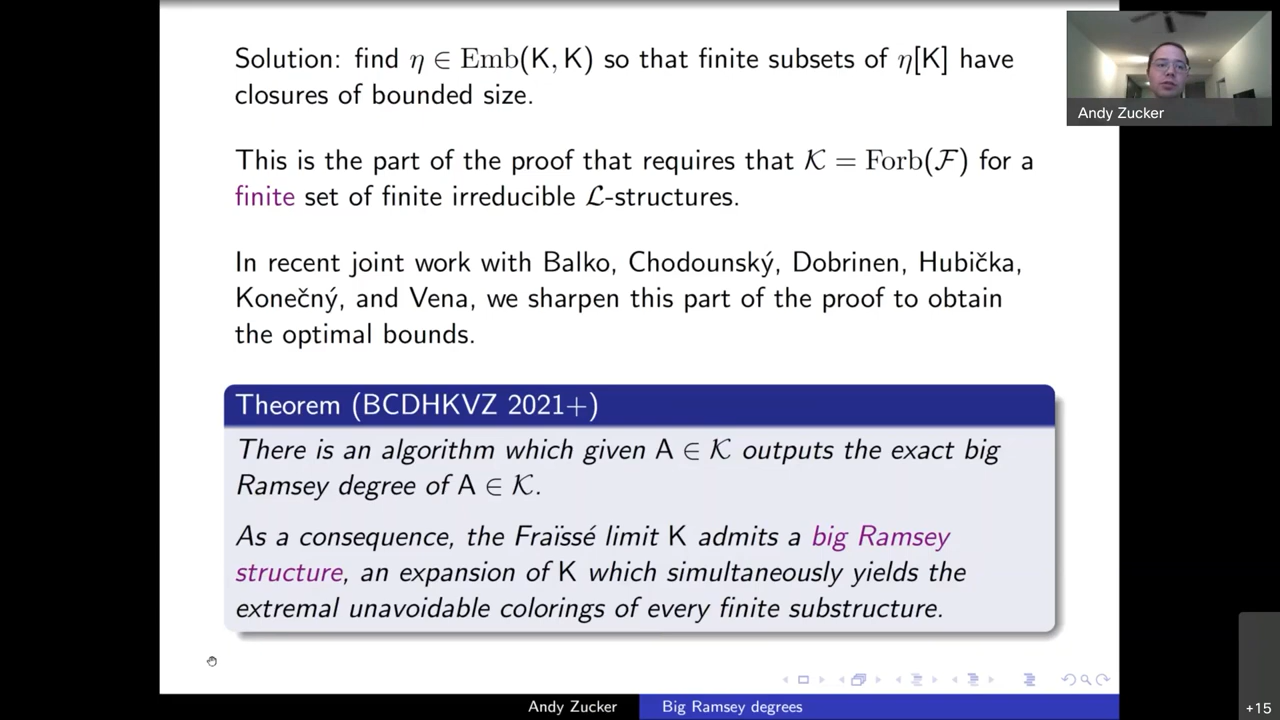 Solution: find η ∈ Emb(K, K) so that finite subsets of η[K] have
closures of bounded size.
This is the part of the proof that requires that 𝒦 = Forb(ℱ) for a
finite set of finite irreducible ℒ-structures.
In recent joint work with Balko, Chodounský, Dobrinen, Hubička,
Konečný, and Vena, we sharpen this part of the proof to obtain
the optimal bounds.
Theorem (BCDHKVZ 2021+)
There is an algorithm which given A ∈ 𝒦 outputs the exact big
Ramsey degree of A ∈ 𝒦.
As a consequence, the Fraïssé limit K admits a big Ramsey
structure, an expansion of K which simultaneously yields the
extremal unavoidable colorings of every finite substructure.
Andy Zucker
Big Ramsey degrees
Andy Zucker
+15